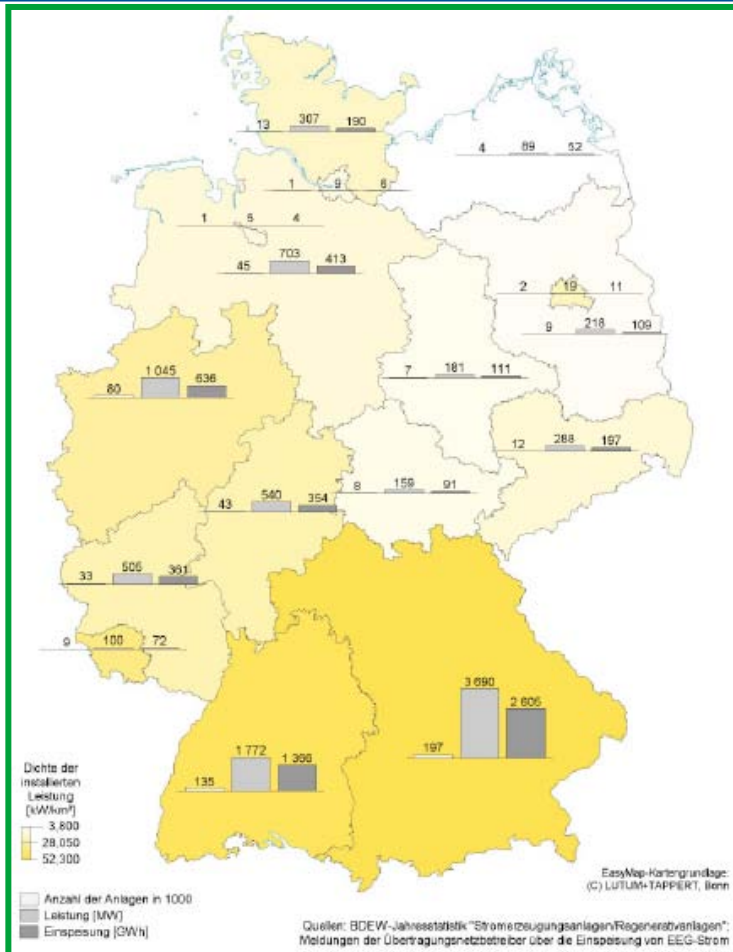 13 307 190
4 89 52
1 9 6
1 5 4
45 703 413
2 19 11
9 218 109
80 1 045 636
7 181 111
12 288 197
8 159 91
43 540 354
33 505 361
9 100 72
197 3 690 2 605
135 1 772 1 366
Dichte der
installierten
Leistung
[kW/km²]
3,800
28,050
52,300
Anzahl der Anlagen in 1000
Leistung [MW]
Einspeisung [GWh]
EasyMap-Kartengrundlage:
(C) LUTUM+TAPPERT, Bonn
Quellen: BDEW-Jahresstatistik "Stromerzeugungsanlagen/Regenerativanlagen";
Meldungen der Übertragungsnetzbetreiber über die Einspeisung von EEG-Strom